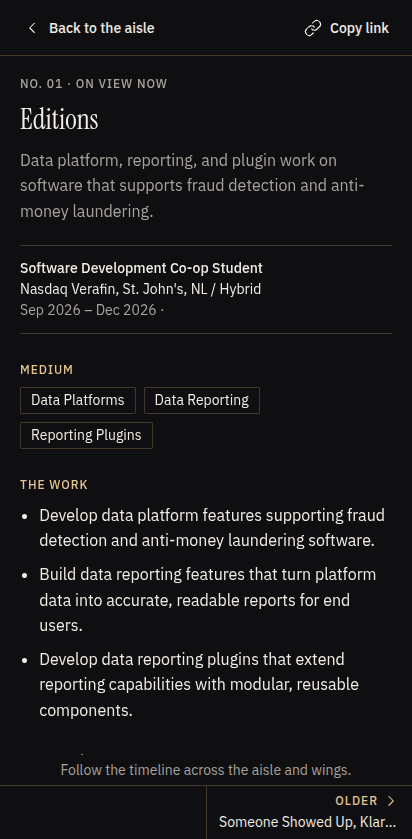 Back to the aisle
Copy link
NO. 01 · ON VIEW NOW
Editions
Data platform, reporting, and plugin work on
software that supports fraud detection and anti-
money laundering.
Software Development Co-op Student
Nasdaq Verafin, St. John's, NL / Hybrid
Sep 2026 – Dec 2026 ·
MEDIUM
Data Platforms
Data Reporting
Reporting Plugins
THE WORK
• Develop data platform features supporting fraud
detection and anti-money laundering software.
• Build data reporting features that turn platform
data into accurate, readable reports for end
users.
• Develop data reporting plugins that extend
reporting capabilities with modular, reusable
components.
Follow the timeline across the aisle and wings.
OLDER
Someone Showed Up, Klar...